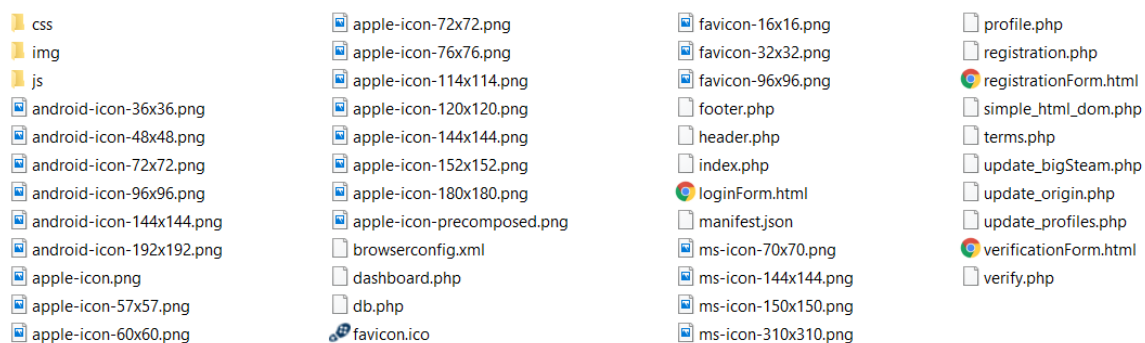 css
img
js
android-icon-36x36.png
android-icon-48x48.png
android-icon-72x72.png
android-icon-96x96.png
android-icon-144x144.png
android-icon-192x192.png
apple-icon.png
apple-icon-57x57.png
apple-icon-60x60.png
apple-icon-72x72.png
apple-icon-76x76.png
apple-icon-114x114.png
apple-icon-120x120.png
apple-icon-144x144.png
apple-icon-152x152.png
apple-icon-180x180.png
apple-icon-precomposed.png
browserconfig.xml
dashboard.php
db.php
favicon.ico
favicon-16x16.png
favicon-32x32.png
favicon-96x96.png
footer.php
header.php
index.php
loginForm.html
manifest.json
ms-icon-70x70.png
ms-icon-144x144.png
ms-icon-150x150.png
ms-icon-310x310.png
profile.php
registration.php
registrationForm.html
simple_html_dom.php
terms.php
update_bigSteam.php
update_origin.php
update_profiles.php
verificationForm.html
verify.php